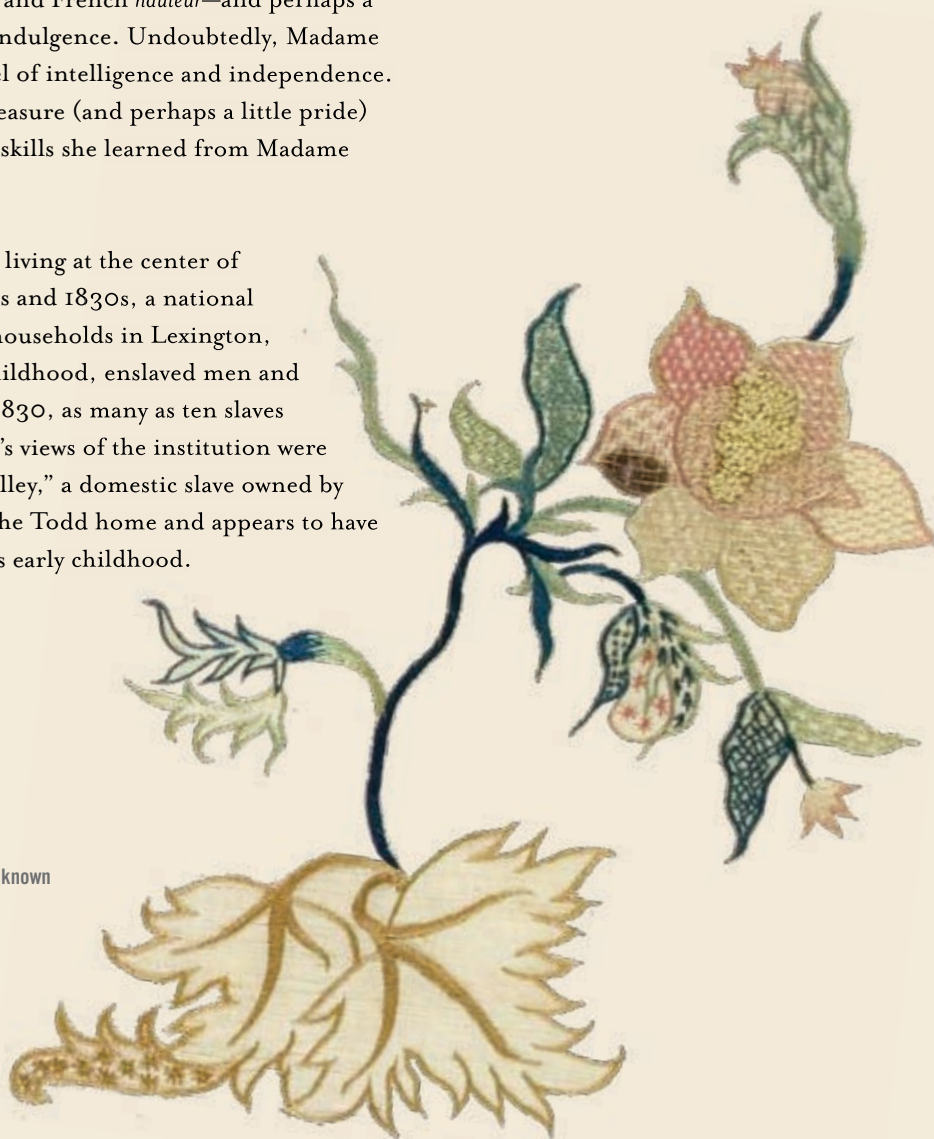 and French hauteur—and perhaps a
ndulgence. Undoubtedly, Madame
l of intelligence and independence.
easure (and perhaps a little pride)
skills she learned from Madame
living at the center of
s and 1830s, a national
households in Lexington,
ildhood, enslaved men and
830, as many as ten slaves
’s views of the institution were
lley,” a domestic slave owned by
he Todd home and appears to have
s early childhood.
known